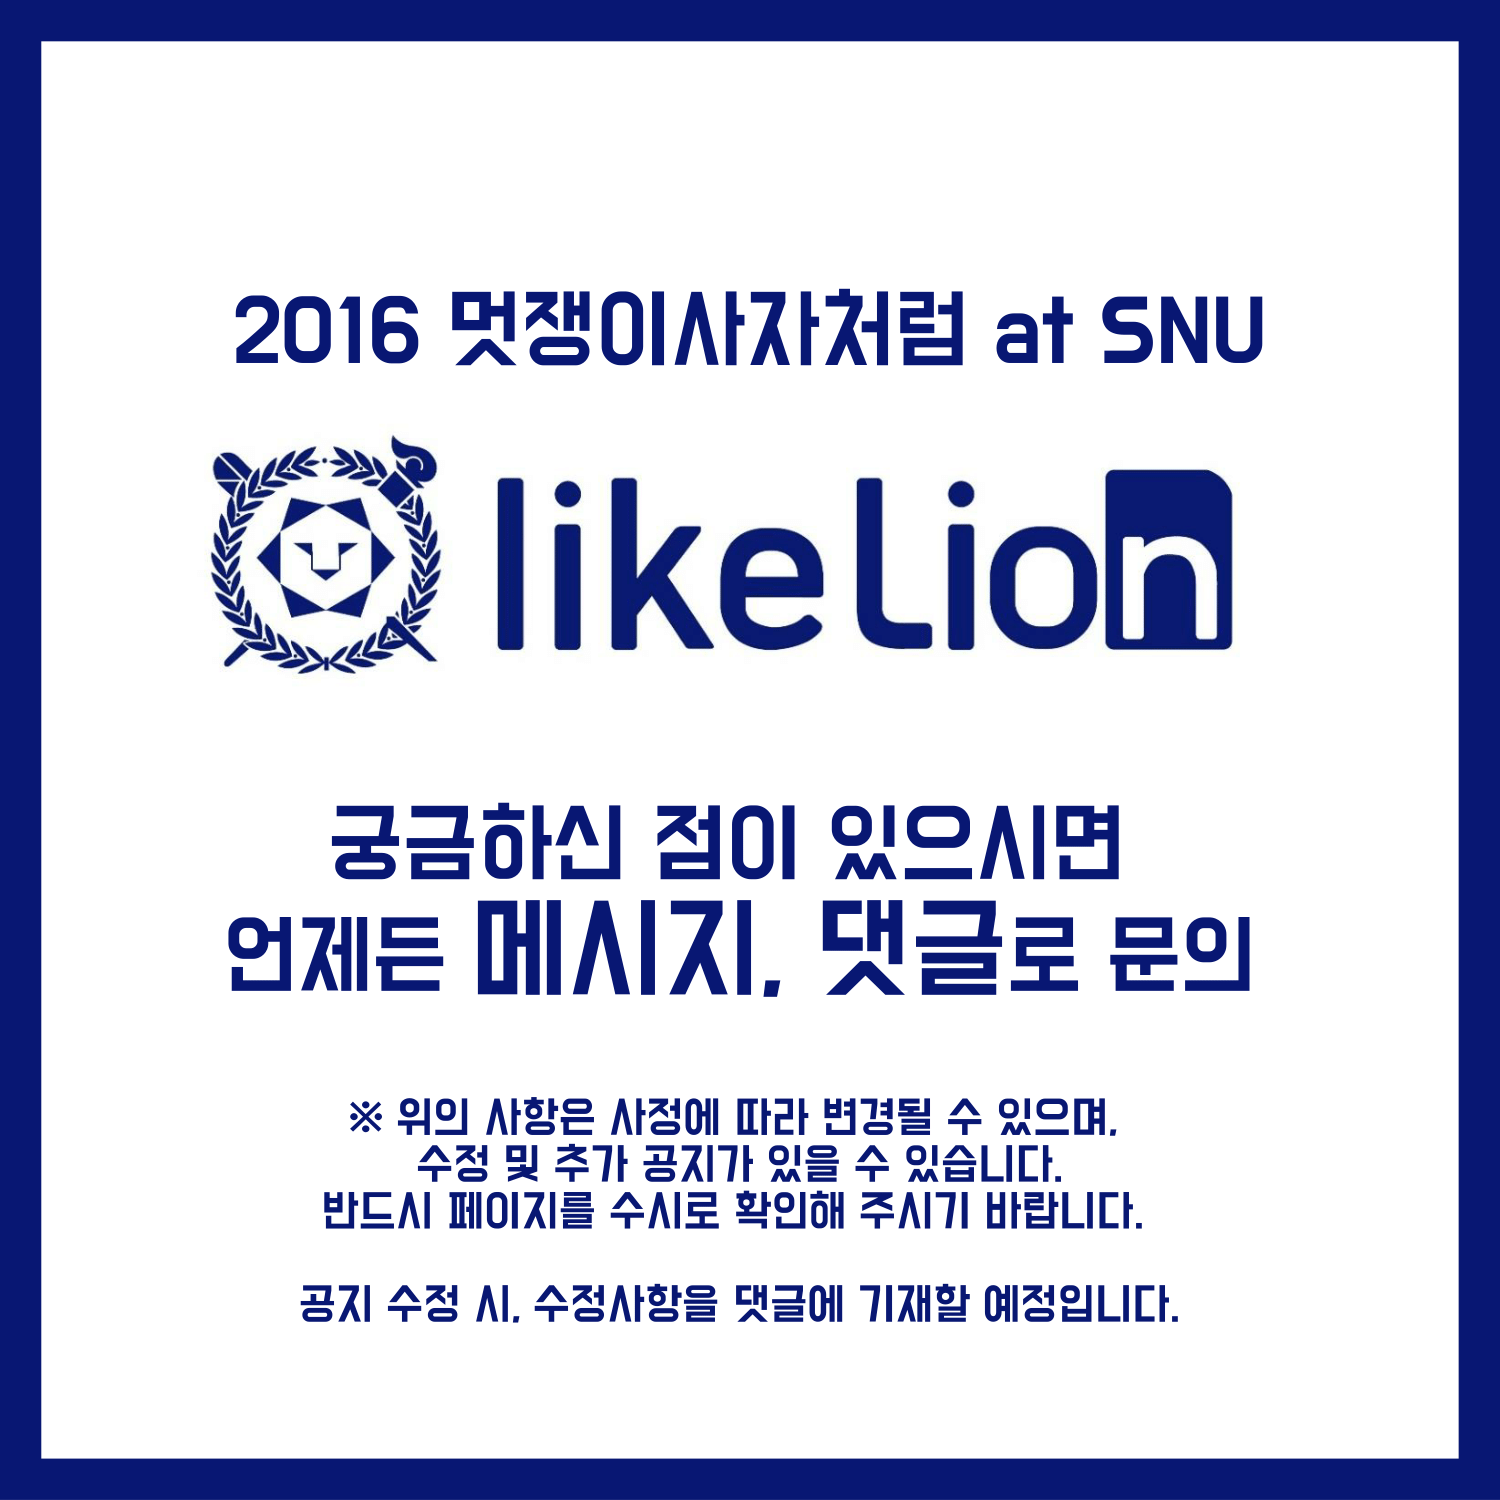 2016 멋쟁이사자처럼 at SNU
likelion
궁금하신 점이 있으시면
언제든 메시지, 댓글로 문의
※ 위의 사항은 사정에 따라 변경될 수 있으며,
수정 및 추가 공지가 있을 수 있습니다.
반드시 페이지를 수시로 확인해 주시기 바랍니다.
공지 수정 시, 수정사항을 댓글에 기재할 예정입니다.